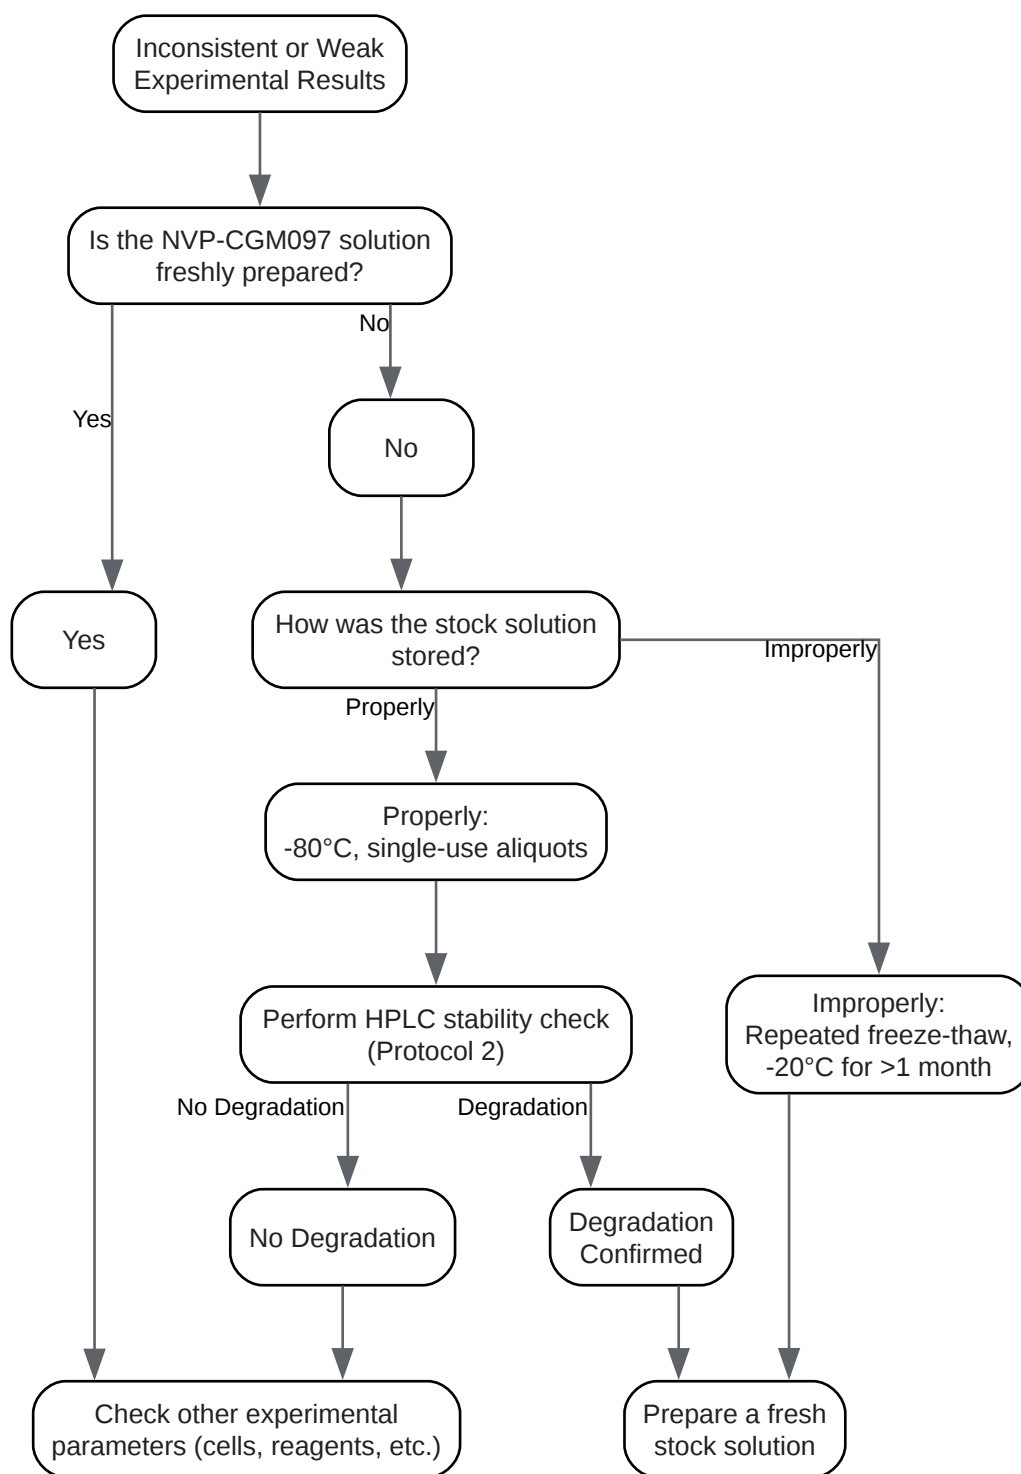 Inconsistent or Weak
Experimental Results
Is the NVP-CGM097 solution
freshly prepared?
No
Yes
No
Yes
How was the stock solution
stored?
Improperly
Properly
Properly:
-80°C, single-use aliquots
Perform HPLC stability check
(Protocol 2)
Improperly:
Repeated freeze-thaw,
-20°C for >1 month
No Degradation
Degradation
No Degradation
Degradation
Confirmed
Check other experimental
parameters (cells, reagents, etc.)
Prepare a fresh
stock solution